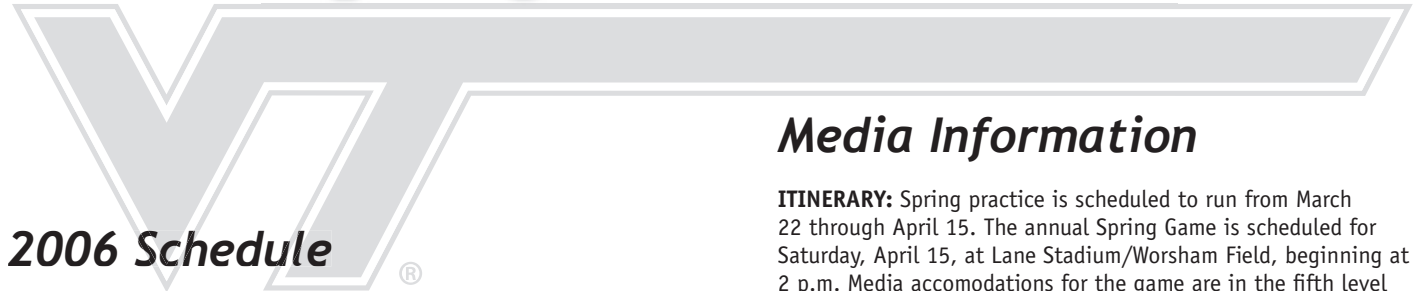 VT
®
2006 Schedule
Media Information
ITINERARY: Spring practice is scheduled to run from March
22 through April 15. The annual Spring Game is scheduled for
Saturday, April 15, at Lane Stadium/Worsham Field, beginning at
2 p.m. Media accomodations for the game are in the fifth level